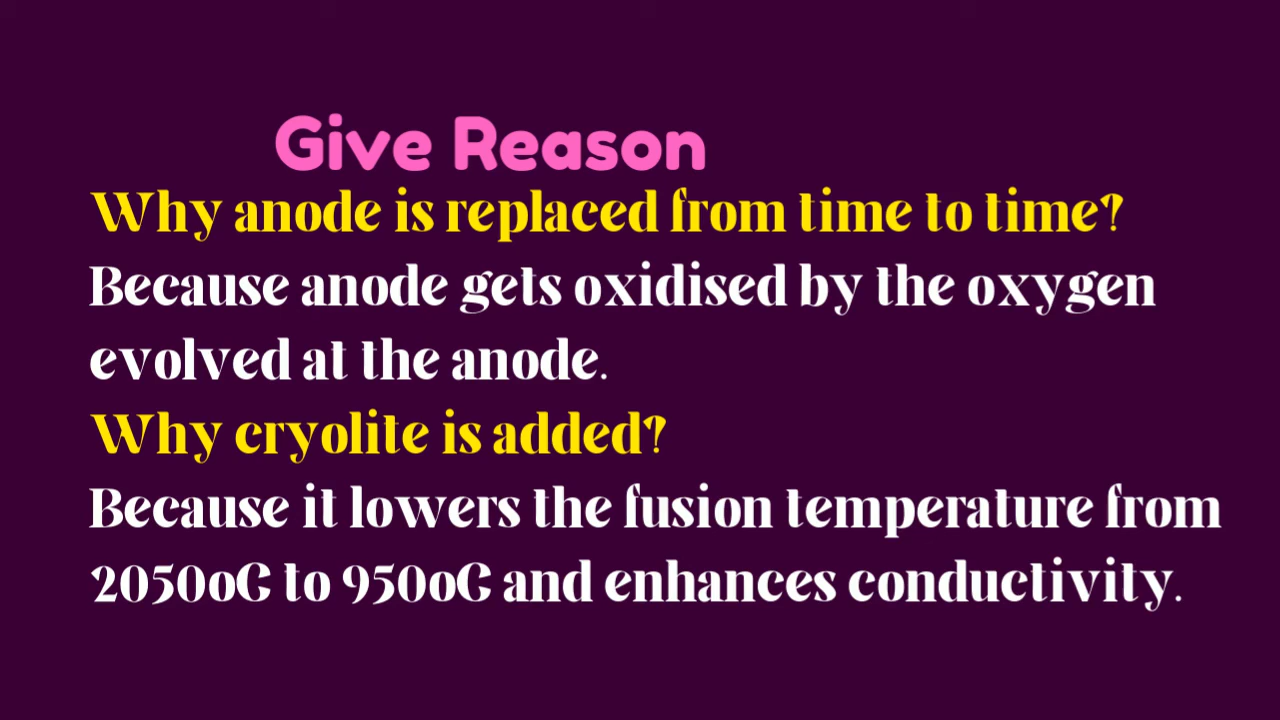 Give Reason
Why anode is replaced from time to time?
Because anode gets oxidised by the oxygen
evolved at the anode.
Why cryolite is added?
Because it lowers the fusion temperature from
2050oC to 950oC and enhances conductivity.